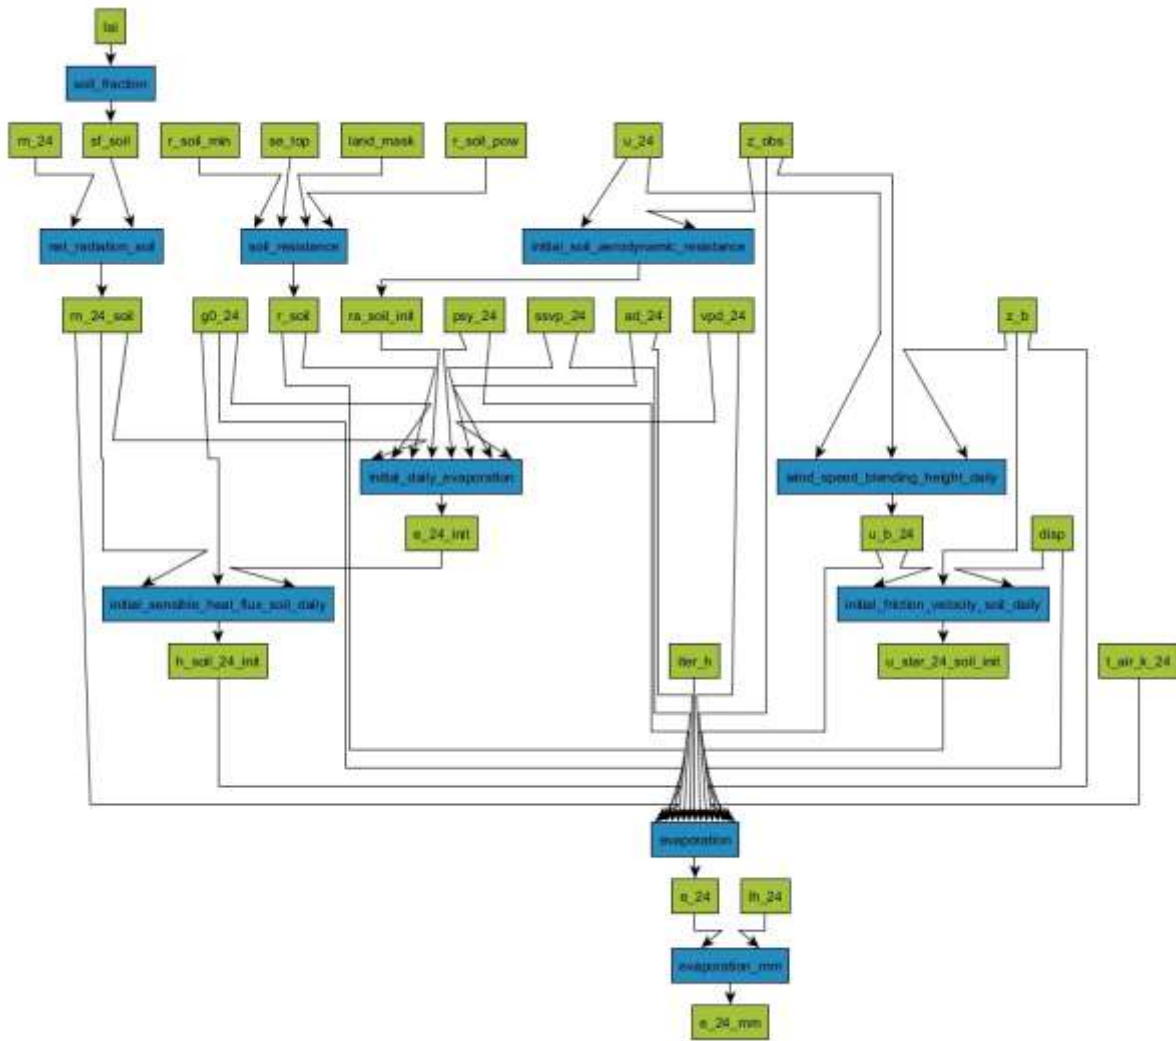 lai
soil_fraction
rn_24
sf_soil
r_soil_min
se_top
land_mask
r_soil_pow
u_24
z_obs
net_radiation_soil
soil_resistance
initial_soil_aerodynamic_resistance
rn_24_soil
g0_24
r_soil
ra_soil_init
psy_24
ssvp_24
ad_24
vpd_24
z_b
initial_daily_evaporation
wind_speed_blending_height_daily
e_24_init
u_b_24
disp
initial_sensible_heat_flux_soil_daily
initial_friction_velocity_soil_daily
h_soil_24_init
iter_h
u_star_24_soil_init
t_air_k_24
evaporation
e_24
lh_24
evaporation_mm
e_24_mm